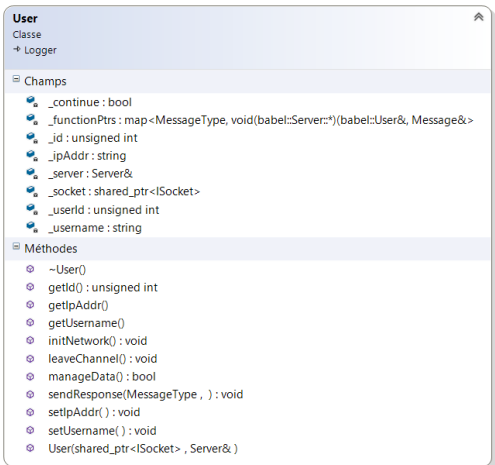 User
Classe
Logger
Champs
_continue : bool
_functionPtrs : map<MessageType, void(babel::Server::*)(babel::User&, Message&>
_id : unsigned int
_ipAddr : string
_server : Server&
_socket : shared_ptr<ISocket>
_userId : unsigned int
_username : string
Méthodes
~User()
getId() : unsigned int
getIpAddr()
getUsername()
initNetwork() : void
leaveChannel() : void
manageData() : bool
sendResponse(MessageType , ) : void
setIpAddr( ) : void
setUsername( ) : void
User(shared_ptr<ISocket> , Server& )